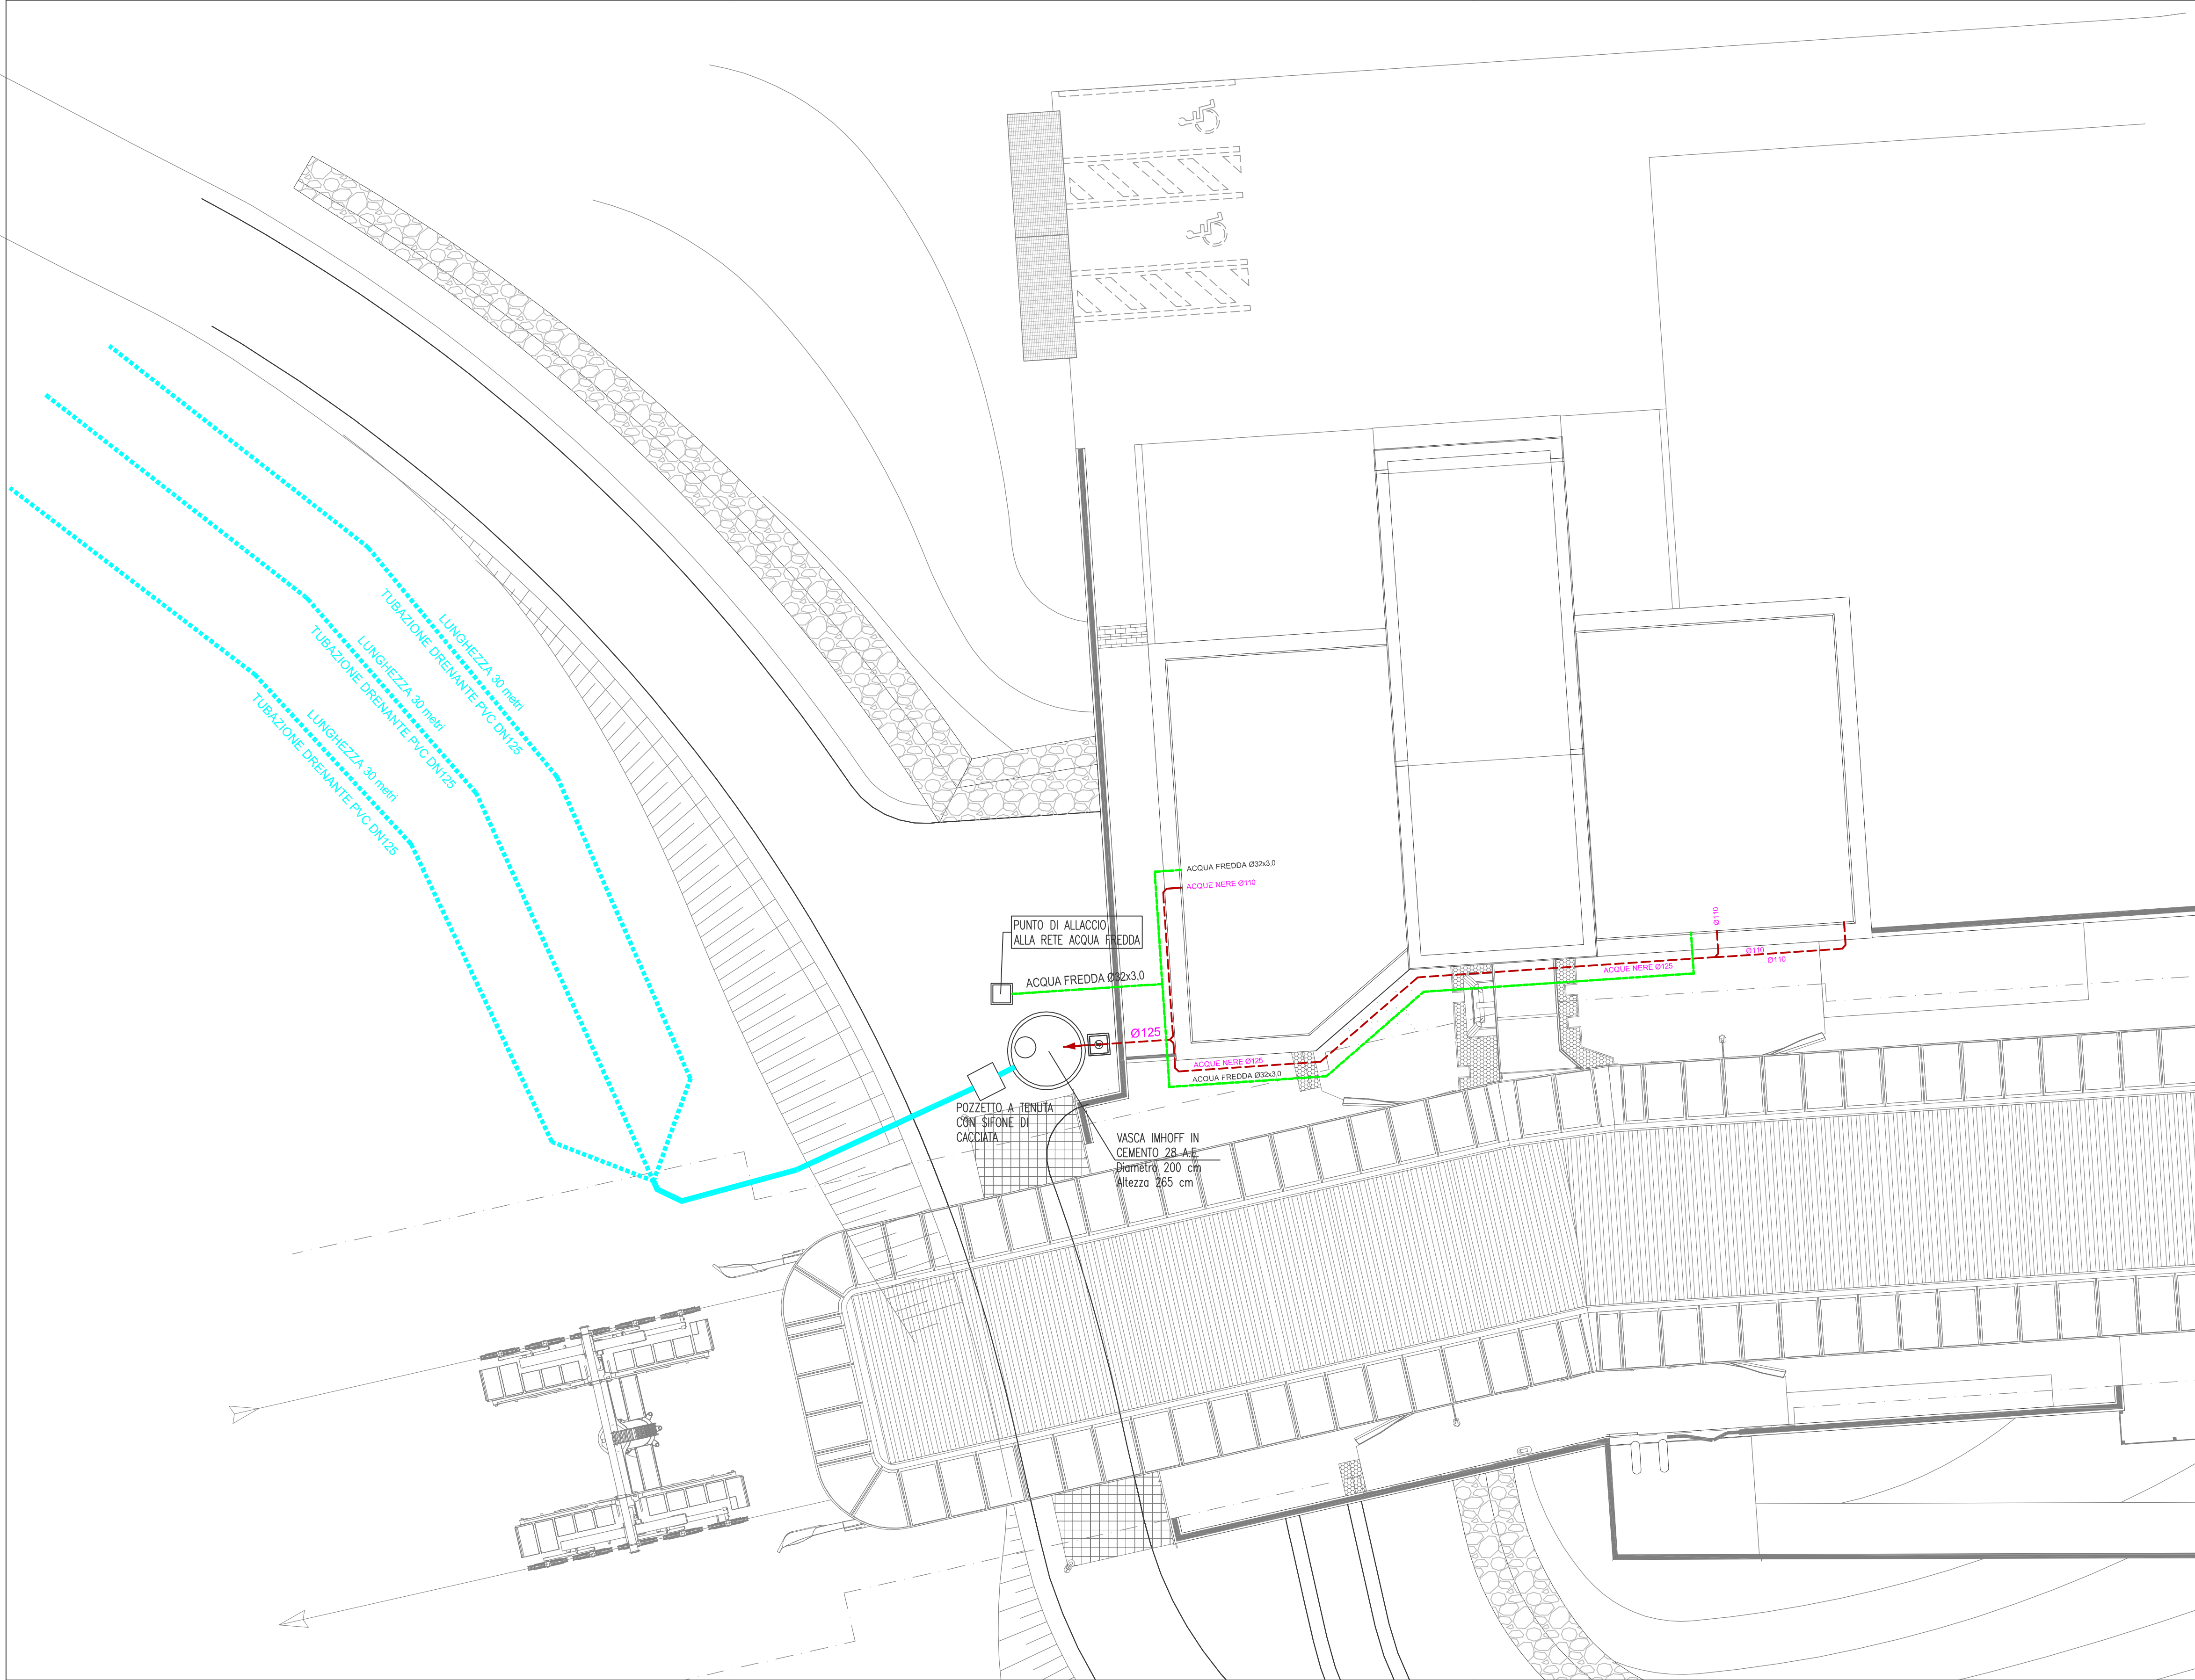 LUNGHEZZA 30 metri
TUBAZIONE DRENANTE PVC DN125
LUNGHEZZA 30 metri
TUBAZIONE DRENANTE PVC DN125
LUNGHEZZA 30 metri
TUBAZIONE DRENANTE PVC DN125
ACQUA FREDDA Ø32x3,0
ACQUE NERE Ø110
PUNTO DI ALLACCIO
ALLA RETE ACQUA FREDDA
ACQUA FREDDA Ø32x3,0
Ø110
Ø110
Ø110
ACQUE NERE Ø125
Ø125
ACQUE NERE Ø125
ACQUA FREDDA Ø32x3,0
POZZETTO A TENUTA
CON SIFONE DI
CACCIATA
VASCA IMHOFF IN
CEMENTO 28 A.E.
Diametro 200 cm
Altezza 265 cm